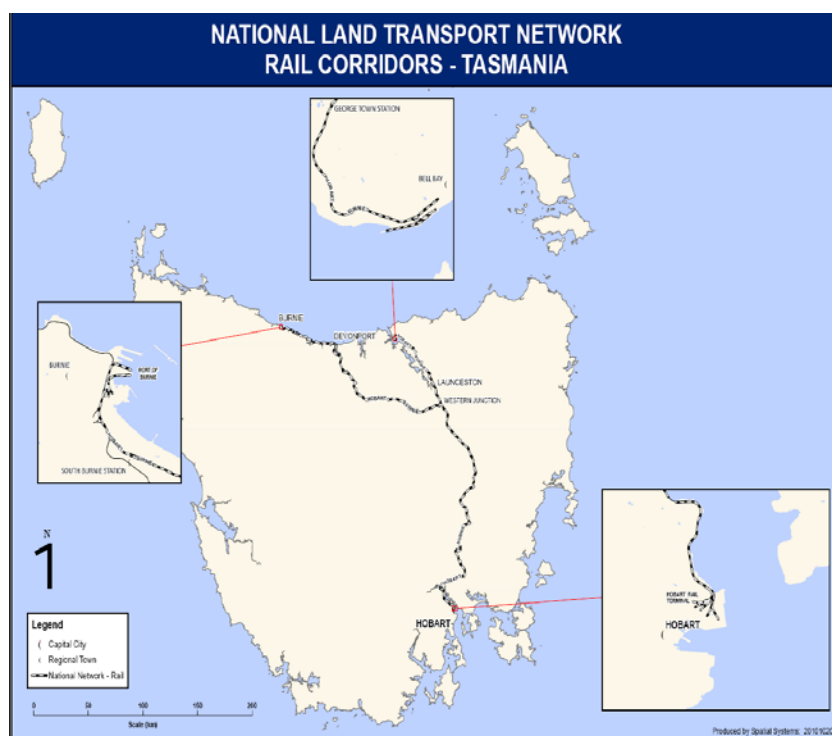 NATIONAL LAND TRANSPORT NETWORK
RAIL CORRIDORS - TASMANIA
GEORGE TOWN STATION
BELL BAY
BURNIE
DEVONPORT
LAUNCESTON
WESTERN JUNCTION
HOBART
BURNIE
PORT OF
BURNIE
SOUTH BURNIE STATION
HOBART RAIL
TERMINAL
HOBART
HOBART
N
Legend
Capital City
Regional Town
National Network - Rail
0 50 100 150 200
Scale (km)
Produced by Spatial Systems: 20101020